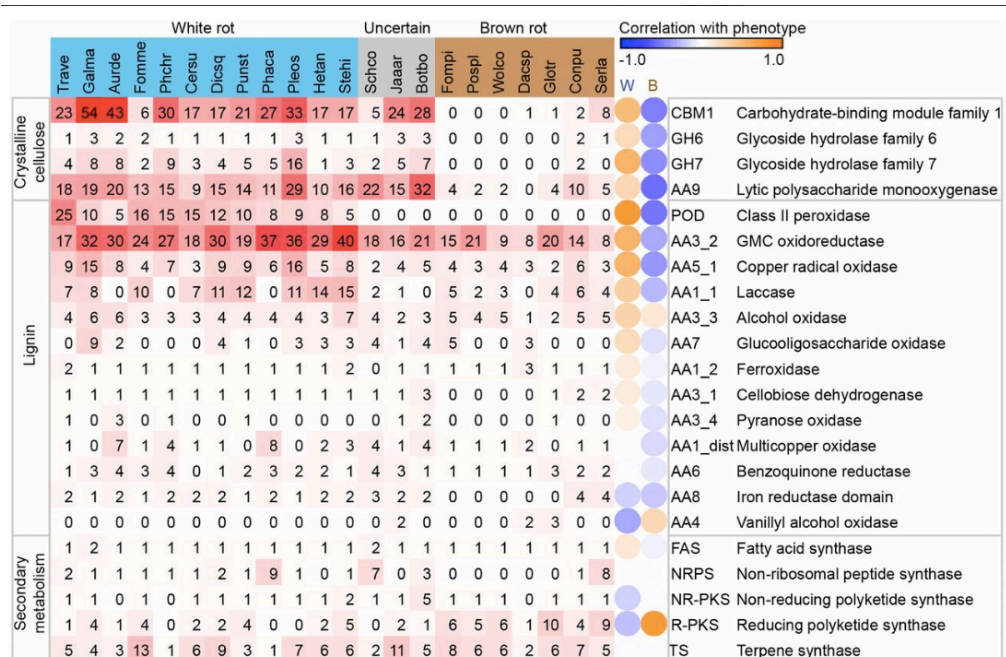 White rot Uncertain Brown rot Correlation with phenotype
-1.0 1.0
Trave Galma Aurde Fomme Phchr Cersu Dicsq Punst Phaca Pleos Hetan Stehi Schco Jaaar Botbo Fompi Pospl Wolco Dacsp Glotr Conpu Serla W B
Crystalline
cellulose
23 54 43 6 30 17 17 21 27 33 17 17 5 24 28 0 0 0 1 1 2 8 CBM1 Carbohydrate-binding module family 1
1 3 2 2 1 1 1 1 1 3 1 1 1 3 3 0 0 0 0 0 2 1 GH6 Glycoside hydrolase family 6
4 8 8 2 9 3 4 5 5 16 1 3 2 5 7 0 0 0 0 0 2 0 GH7 Glycoside hydrolase family 7
18 19 20 13 15 9 15 14 11 29 10 16 22 15 32 4 2 2 0 4 10 5 AA9 Lytic polysaccharide monooxygenase
Lignin
25 10 5 16 15 15 12 10 8 9 8 5 0 0 0 0 0 0 0 0 0 0 POD Class II peroxidase
17 32 30 24 27 18 30 19 37 36 29 40 18 16 21 15 21 9 8 20 14 8 AA3_2 GMC oxidoreductase
9 15 8 4 7 3 9 9 6 16 5 8 2 4 5 4 3 4 3 2 6 3 AA5_1 Copper radical oxidase
7 8 0 10 0 7 11 12 0 11 14 15 2 1 0 5 2 3 0 4 6 4 AA1_1 Laccase
4 6 6 3 3 3 4 4 4 4 3 7 4 2 3 5 4 5 1 2 5 5 AA3_3 Alcohol oxidase
0 9 2 0 0 0 4 1 0 3 3 3 4 1 4 5 0 0 3 0 0 0 AA7 Glucooligosaccharide oxidase
2 1 1 1 1 1 1 1 1 1 1 2 0 1 1 1 1 1 3 1 1 1 AA1_2 Ferroxidase
1 1 1 1 1 1 1 1 1 1 1 1 1 1 3 0 0 0 0 1 2 2 AA3_1 Cellobiose dehydrogenase
1 0 3 0 1 0 0 1 0 0 0 0 0 1 2 0 0 0 0 0 0 0 AA3_4 Pyranose oxidase
1 0 7 1 4 1 1 0 8 0 2 3 4 1 4 1 1 1 2 0 1 1 AA1_dist Multicopper oxidase
1 3 4 3 4 0 1 2 3 2 2 1 4 3 1 1 1 1 1 3 2 2 AA6 Benzoquinone reductase
2 1 2 1 2 2 2 1 2 1 2 2 3 2 2 0 0 0 0 0 4 4 AA8 Iron reductase domain
0 0 0 0 0 0 0 0 0 0 0 0 0 2 0 0 0 0 2 3 0 0 AA4 Vanillyl alcohol oxidase
Secondary
metabolism
1 2 1 1 1 1 1 1 1 1 1 1 2 1 1 1 1 1 1 1 1 1 FAS Fatty acid synthase
2 1 1 1 1 1 2 1 9 1 0 1 7 0 3 0 0 0 0 0 1 8 NRPS Non-ribosomal peptide synthase
1 1 0 1 0 1 1 1 1 1 1 2 1 1 5 1 1 1 1 1 1 1 NR-PKS Non-reducing polyketide synthase
1 4 1 4 0 2 2 4 0 0 2 5 0 2 1 6 5 6 1 10 4 9 R-PKS Reducing polyketide synthase
5 4 3 13 1 6 9 3 1 7 6 6 2 11 5 8 6 6 2 6 7 5 TS Terpene synthase